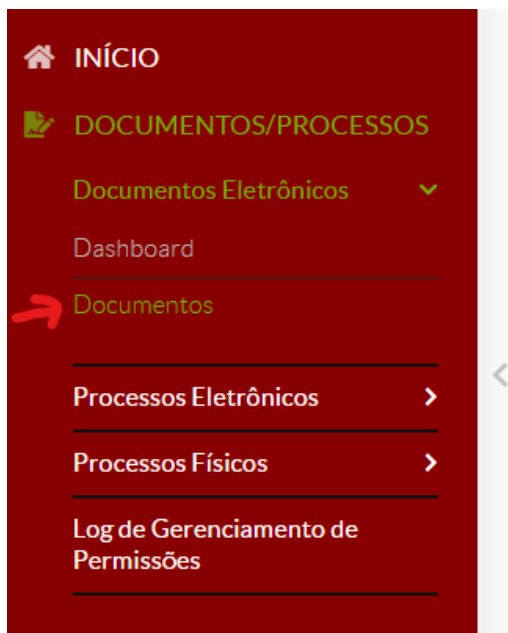 INÍCIO
DOCUMENTOS/PROCESSOS
Documentos Eletrônicos
Dashboard
Documentos
Processos Eletrônicos
Processos Físicos
Log de Gerenciamento de
Permissões